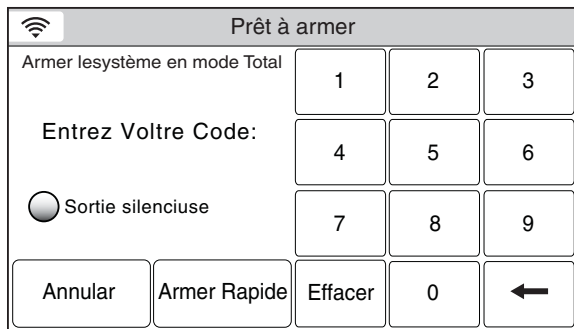 Prêt à armer
Armer lesystème en mode Total
1 2 3
Entrez Voltre Code:
4 5 6
Sortie silenciuse
7 8 9
Annular Armer Rapide Effacer 0